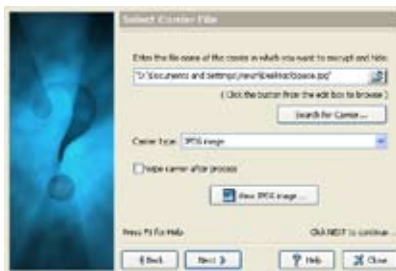 Select Carrier File
Enter the file name of the carrier in which you want to encrypt and hide:
( Click the button from the edit box to browse )
Search for Carrier ...
Carrier type: JPEG image
wipe carrier after process
View JPEG image ...
Press F1 for Help
Click NEXT to continue ...
Back
Next
Help
Close